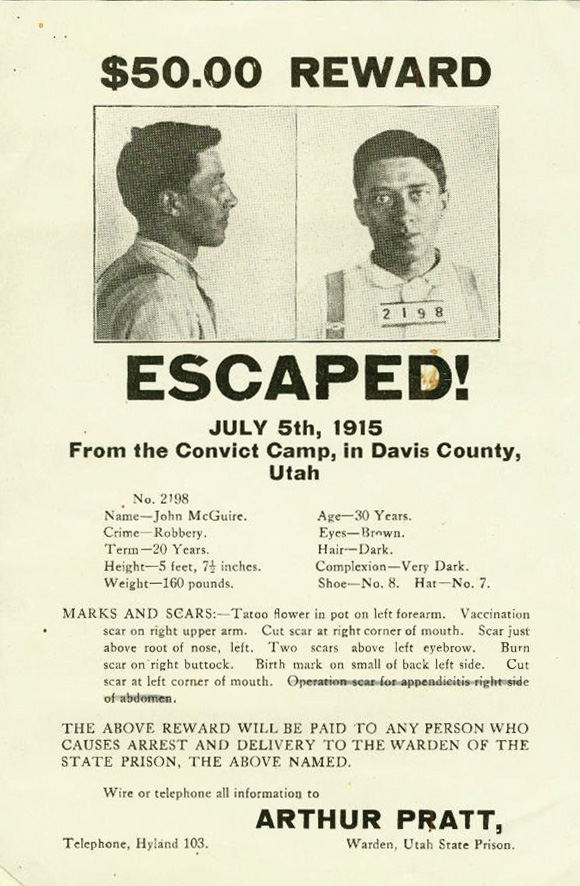 $50.00 REWARD
2198
ESCAPED!
JULY 5th, 1915
From the Convict Camp, in Davis County,
Utah
No. 2198
Name—John McGuire.
Crime—Robbery.
Term—20 Years.
Height—5 feet, 7½ inches.
Weight—160 pounds.
Age—30 Years.
Eyes—Brown.
Hair—Dark.
Complexion—Very Dark.
Shoe—No. 8. Hat—No. 7.
MARKS AND SCARS:—Tatoo flower in pot on left forearm. Vaccination
scar on right upper arm. Cut scar at right corner of mouth. Scar just
above root of nose, left. Two scars above left eyebrow. Burn
scar on right buttock. Birth mark on small of back left side. Cut
scar at left corner of mouth. Operation scar for appendicitis right side
of abdomen.
THE ABOVE REWARD WILL BE PAID TO ANY PERSON WHO
CAUSES ARREST AND DELIVERY TO THE WARDEN OF THE
STATE PRISON, THE ABOVE NAMED.
Wire or telephone all information to
ARTHUR PRATT,
Telephone, Hyland 103. Warden, Utah State Prison.